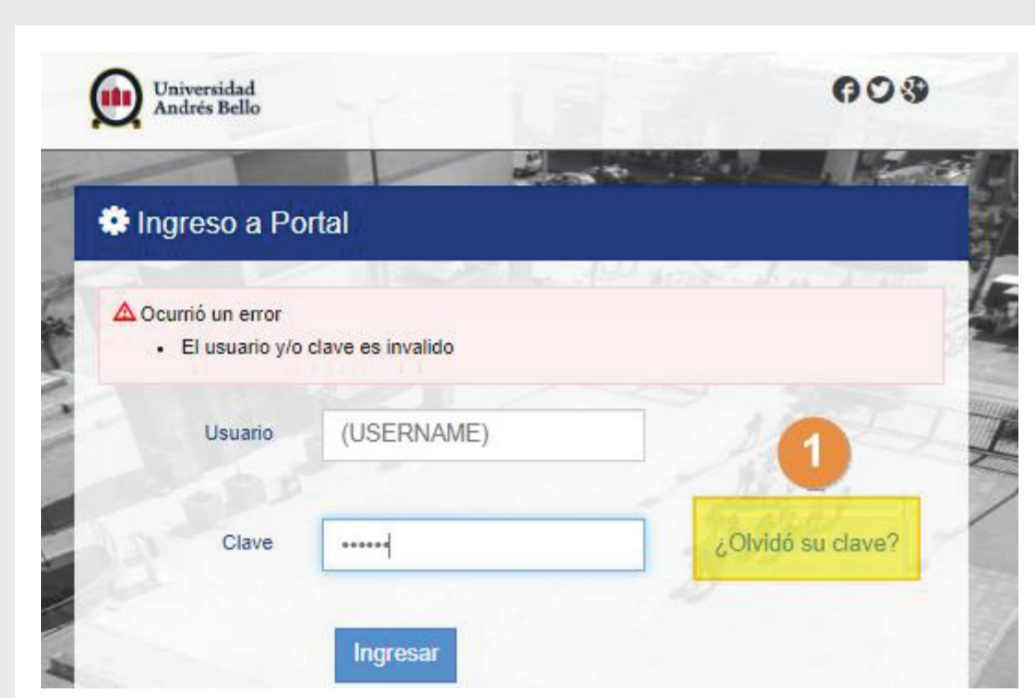 Universidad
Andrés Bello
Ingreso a Portal
Ocurrió un error
• El usuario y/o clave es invalido
Usuario
(USERNAME)
1
Clave
••••••
¿Olvidó su clave?
Ingresar